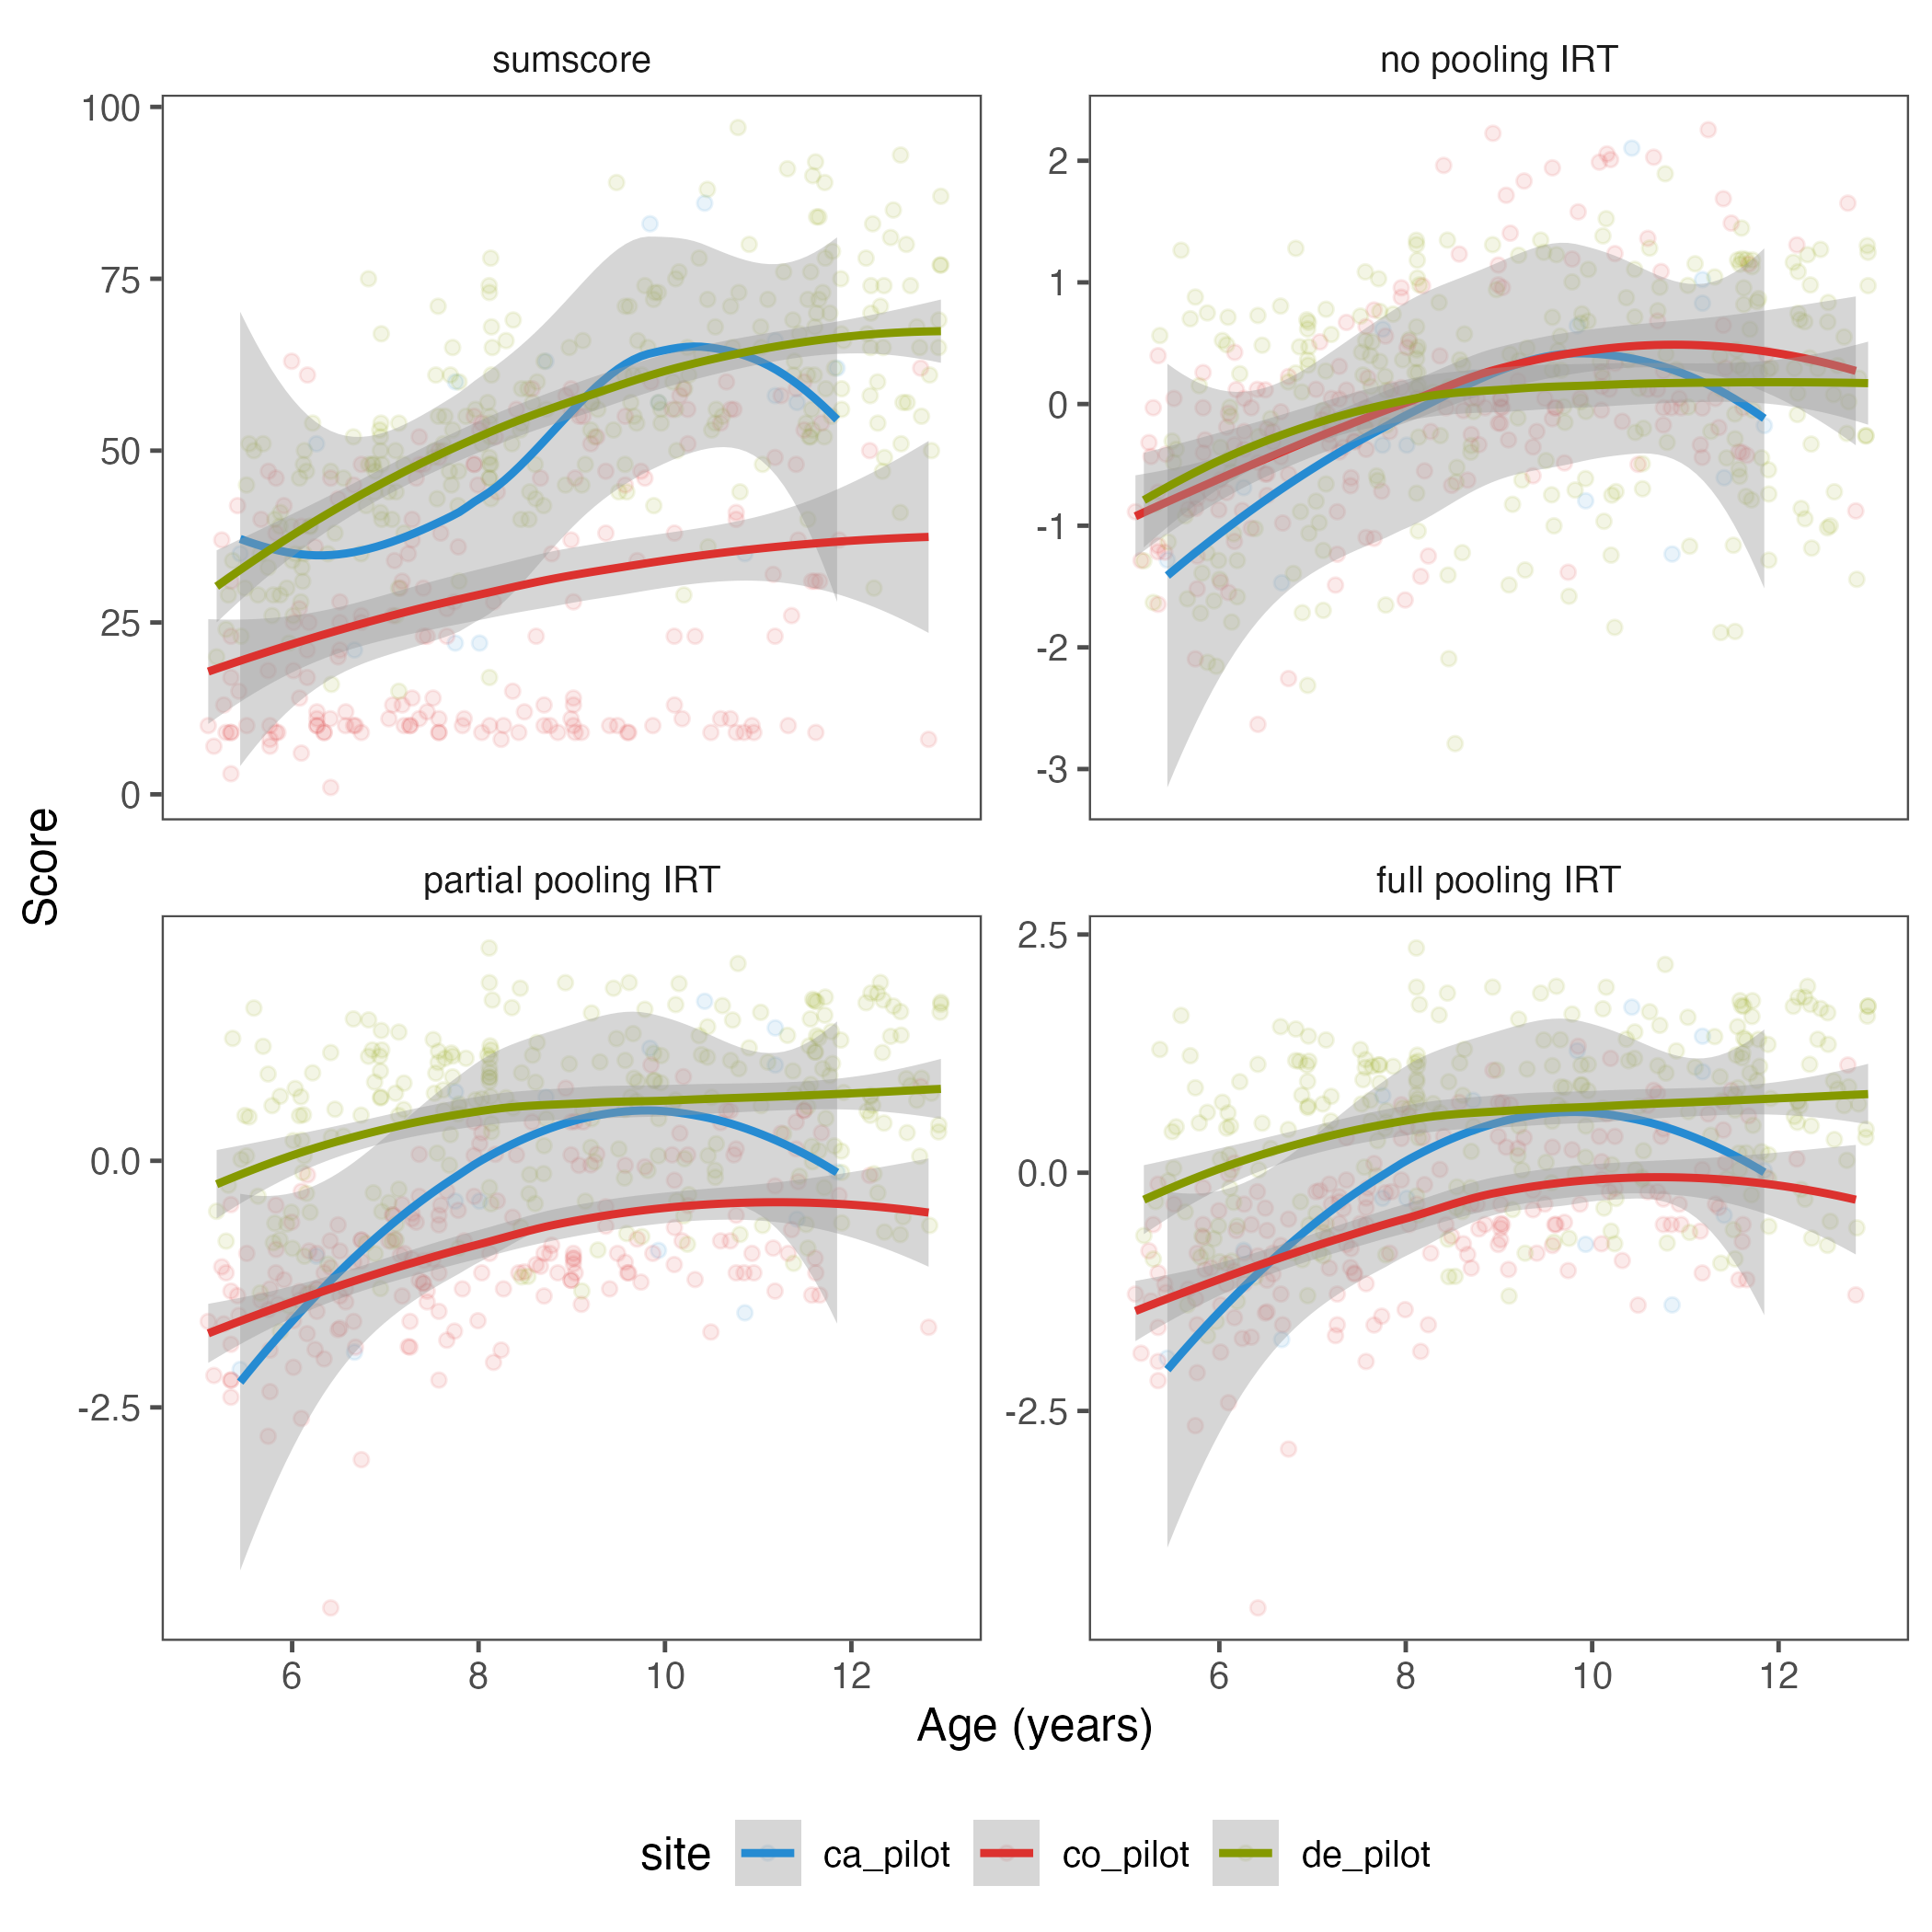 sumscore
no pooling IRT
100
75
50
25
0
2
1
0
-1
-2
-3
Score
partial pooling IRT
full pooling IRT
0.0
-2.5
2.5
0.0
-2.5
6 8 10 12
6 8 10 12
Age (years)
site ca_pilot co_pilot de_pilot